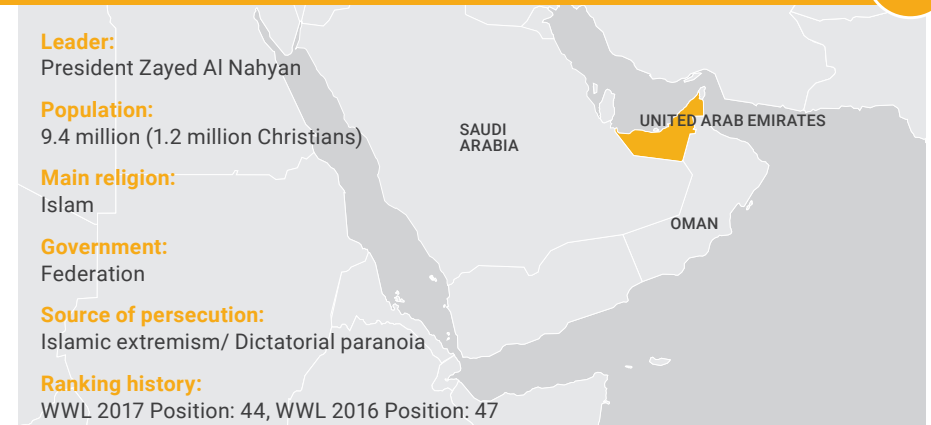 Leader:
President Zayed Al Nahyan
Population:
9.4 million (1.2 million Christians)
Main religion:
Islam
Government:
Federation
Source of persecution:
Islamic extremism/ Dictatorial paranoia
Ranking history:
WWL 2017 Position: 44, WWL 2016 Position: 47
SAUDI
ARABIA
UNITED ARAB EMIRATES
OMAN